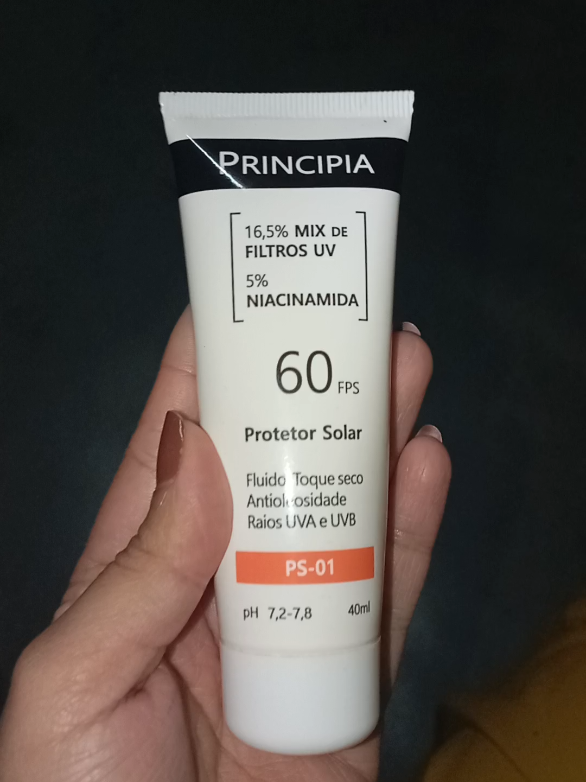 PRINCIPIA
16,5% MIX DE
FILTROS UV
5%
NIACINAMIDA
60 FPS
Protetor Solar
Fluido Toque seco
Antioleosidade
Raios UVA e UVB
PS-01
pH 7,2-7,8 40ml